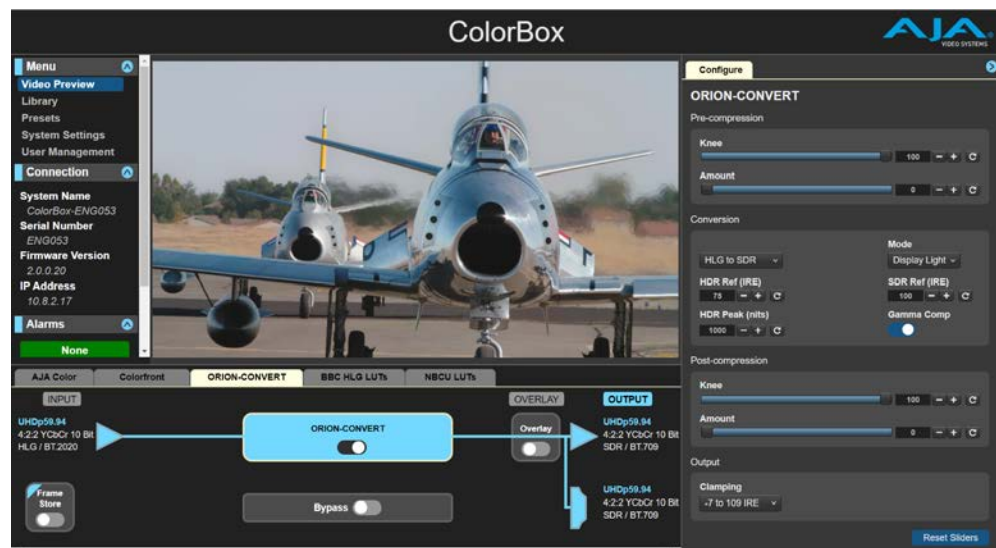 ColorBox
AJA
VIDEO SYSTEMS
Menu
Video Preview
Library
Presets
System Settings
User Management
Connection
System Name
ColorBox-ENG053
Serial Number
ENG053
Firmware Version
2.0.0.20
IP Address
10.8.2.17
Alarms
None
AJA Color
Colorfront
ORION-CONVERT
BBC HLG LUTs
NBCU LUTs
INPUT
UHDp59.94
4:2:2 YCbCr 10 Bit
HLG / BT.2020
Frame
Store
ORION-CONVERT
Bypass
OVERLAY
Overlay
OUTPUT
UHDp59.94
4:2:2 YCbCr 10 Bit
SDR / BT.709
UHDp59.94
4:2:2 YCbCr 10 Bit
SDR / BT.709
Configure
ORION-CONVERT
Pre-compression
Knee
100 - +
Amount
0 - +
Conversion
HLG to SDR
Mode
Display Light
HDR Ref (IRE)
75 - +
SDR Ref (IRE)
100 - +
HDR Peak (nits)
1000 - +
Gamma Comp
Post-compression
Knee
100 - +
Amount
0 - +
Output
Clamping
-7 to 109 IRE
Reset Sliders